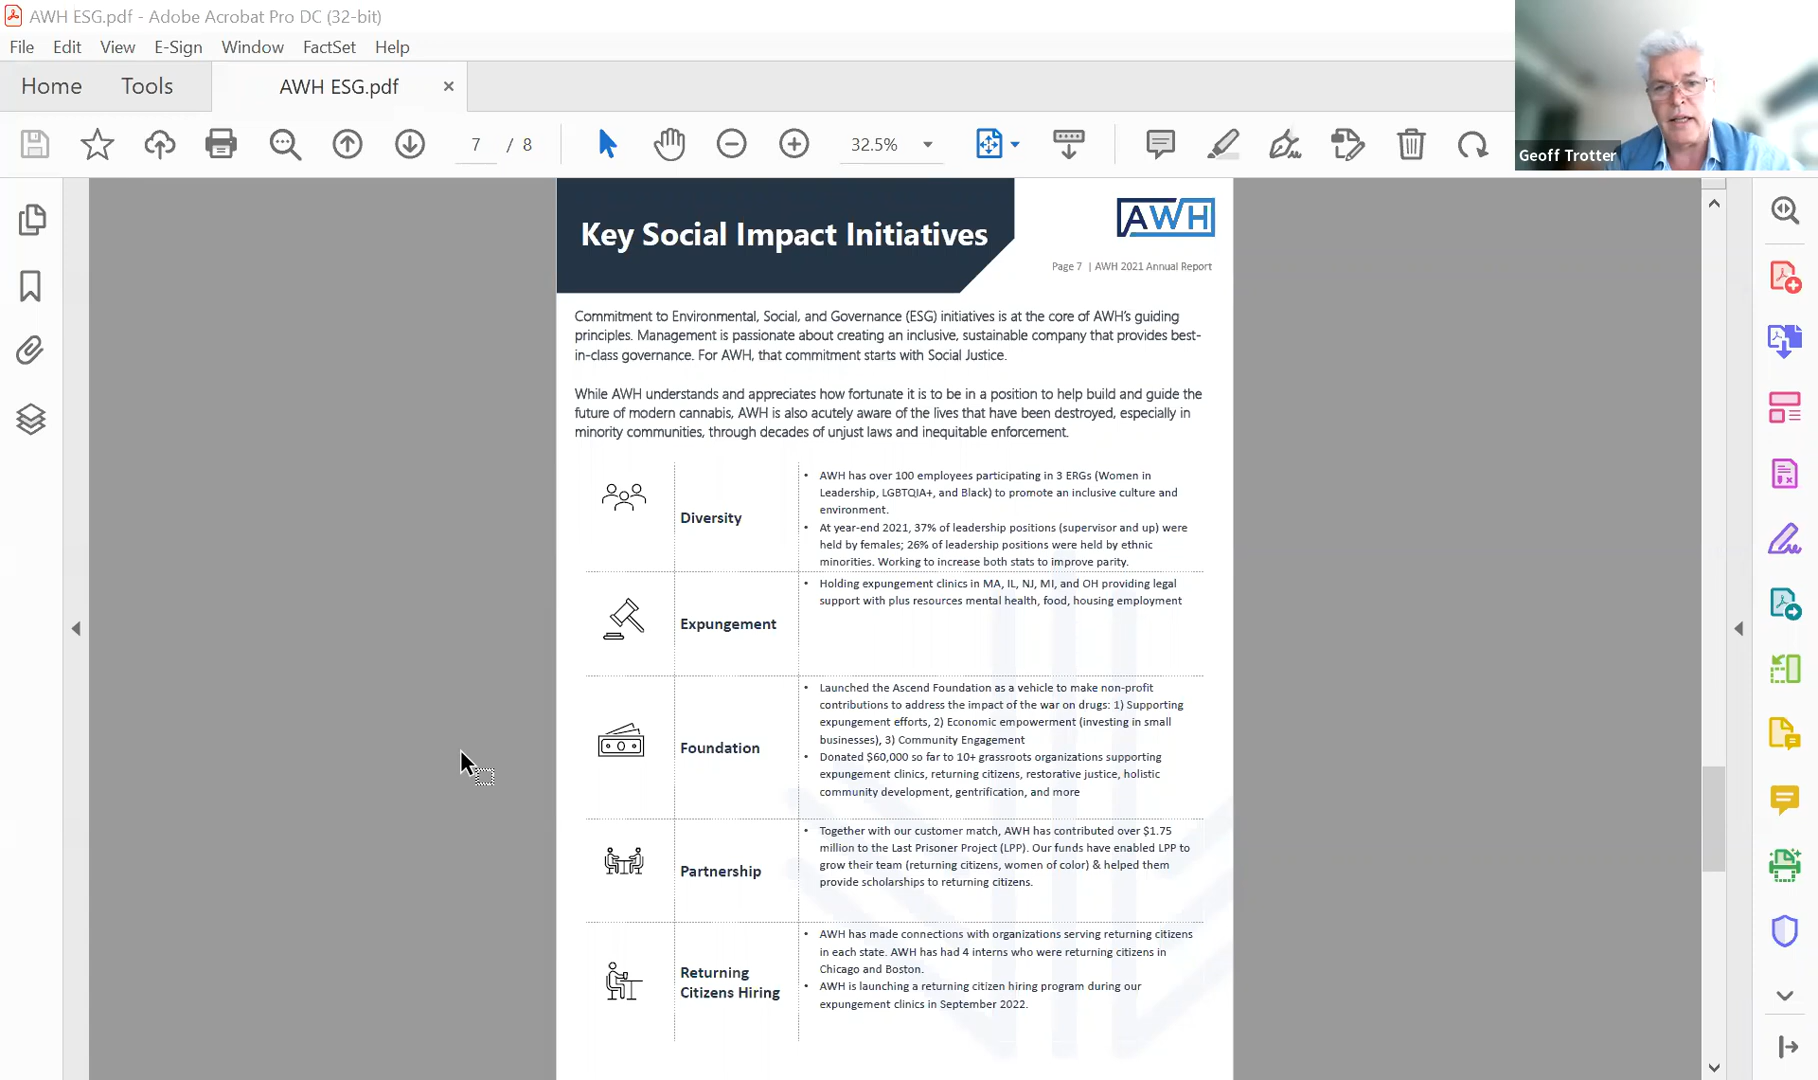 AWH ESG.pdf - Adobe Acrobat Pro DC (32-bit)
File Edit View E-Sign Window FactSet Help
Home Tools AWH ESG.pdf ×
7 / 8 32.5%
Geoff Trotter
Key Social Impact Initiatives
AWH
Page 7 | AWH 2021 Annual Report
Commitment to Environmental, Social, and Governance (ESG) initiatives is at the core of AWH's guiding
principles. Management is passionate about creating an inclusive, sustainable company that provides best-
in-class governance. For AWH, that commitment starts with Social Justice.
While AWH understands and appreciates how fortunate it is to be in a position to help build and guide the
future of modern cannabis, AWH is also acutely aware of the lives that have been destroyed, especially in
minority communities, through decades of unjust laws and inequitable enforcement.
Diversity
• AWH has over 100 employees participating in 3 ERGs (Women in
Leadership, LGBTQIA+, and Black) to promote an inclusive culture and
environment.
• At year-end 2021, 37% of leadership positions (supervisor and up) were
held by females; 26% of leadership positions were held by ethnic
minorities. Working to increase both stats to improve parity.
Expungement
• Holding expungement clinics in MA, IL, NJ, MI, and OH providing legal
support with plus resources mental health, food, housing employment
Foundation
• Launched the Ascend Foundation as a vehicle to make non-profit
contributions to address the impact of the war on drugs: 1) Supporting
expungement efforts, 2) Economic empowerment (investing in small
businesses), 3) Community Engagement
• Donated $60,000 so far to 10+ grassroots organizations supporting
expungement clinics, returning citizens, restorative justice, holistic
community development, gentrification, and more
Partnership
• Together with our customer match, AWH has contributed over $1.75
million to the Last Prisoner Project (LPP). Our funds have enabled LPP to
grow their team (returning citizens, women of color) & helped them
provide scholarships to returning citizens.
Returning
Citizens Hiring
• AWH has made connections with organizations serving returning citizens
in each state. AWH has had 4 interns who were returning citizens in
Chicago and Boston.
• AWH is launching a returning citizen hiring program during our
expungement clinics in September 2022.